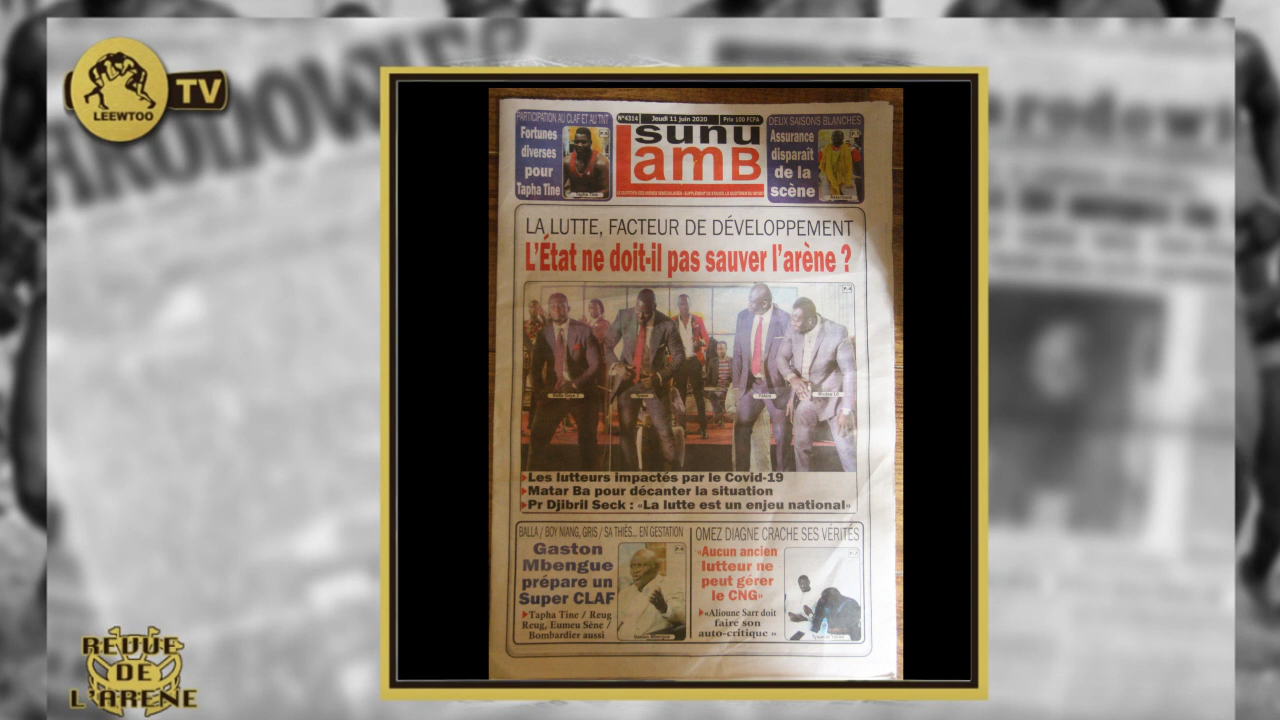 LEEWTOO
TV
REVUE
DE
L'ARENE
PARTICIPATION AU CLAF ET AU TNT
Fortunes
diverses
pour
Tapha Tine
Tapha Tine
N°4314
Jeudi 11 juin 2020
Prix 100 FCFA
sunu
Lamb
DEUX SAISONS BLANCHES
Assurance
disparaît
de la
scène
LA LUTTE, FACTEUR DE DÉVELOPPEMENT
L'État ne doit-il pas sauver l'arène ?
Les lutteurs impactés par le Covid-19
Matar Ba pour décanter la situation
Pr Djibril Seck : «La lutte est un enjeu national»
BALLA / BOY NIANG, GRIS / SA THIÈS... EN GESTATION
Gaston
Mbengue
prépare un
Super CLAF
Tapha Tine / Reug
Reug, Eumeu Sène /
Bombardier aussi
Gaston Mbengue
OMEZ DIAGNE CRACHE SES VÉRITÉS
«Aucun ancien
lutteur ne
peut gérer
le CNG»
«Alioune Sarr doit
faire son
auto-critique »